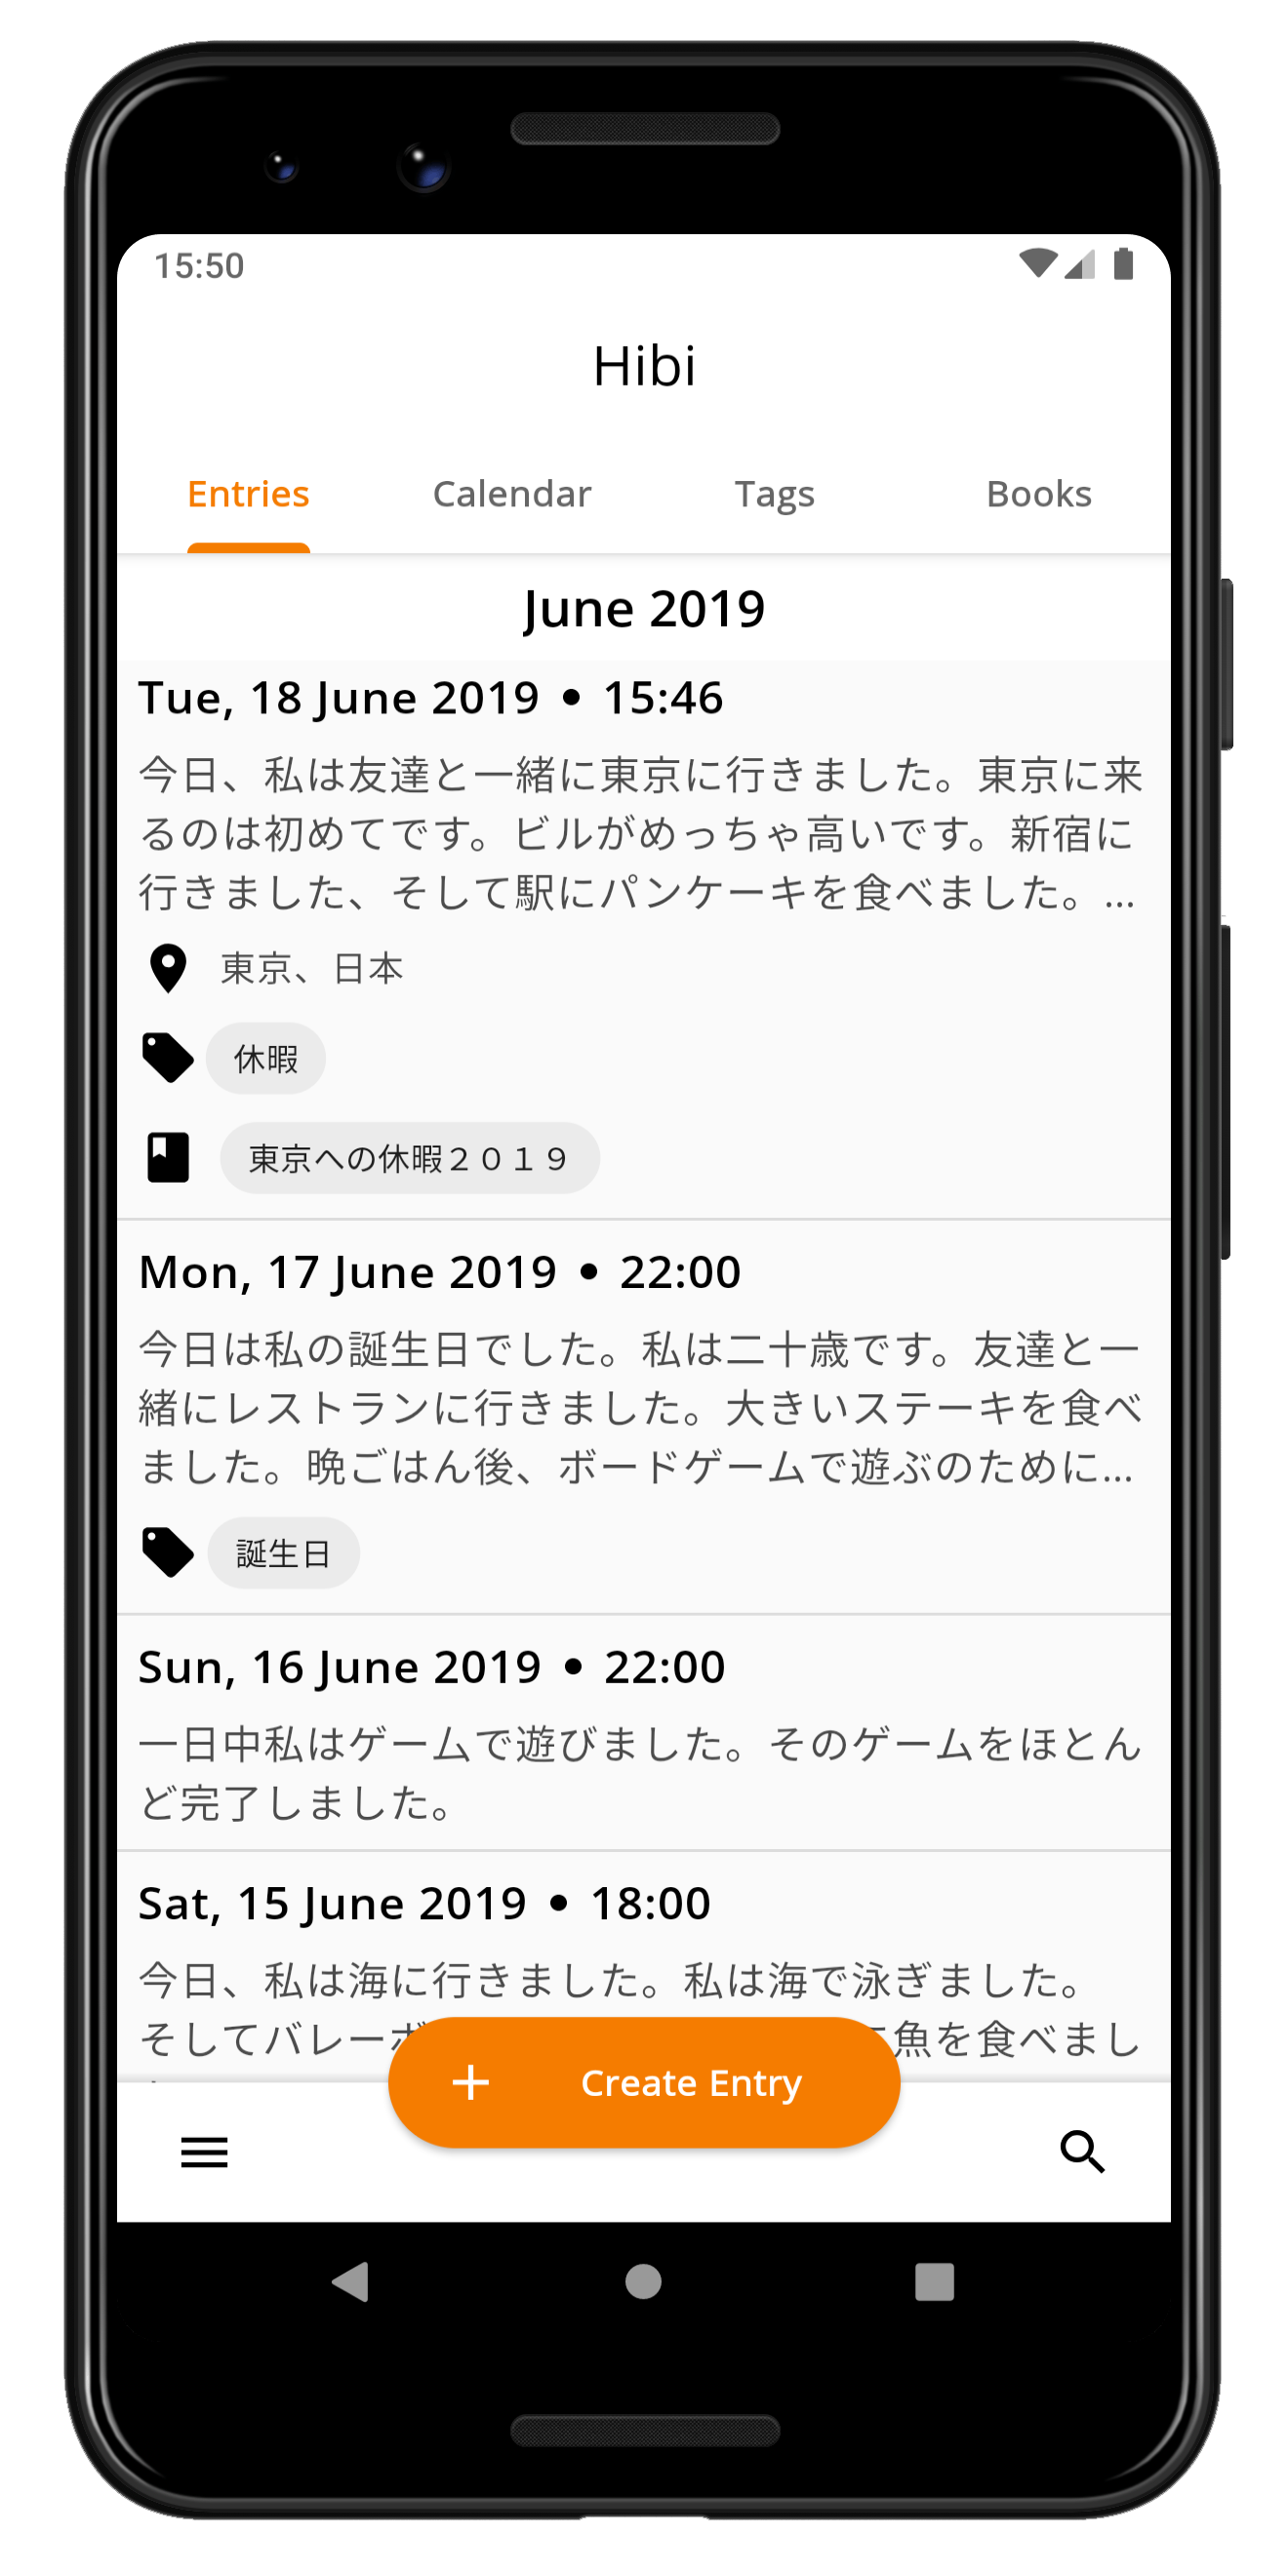 15:50
Hibi
Entries Calendar Tags Books
June 2019
Tue, 18 June 2019 • 15:46
今日、私は友達と一緒に東京に行きました。東京に来
るのは初めてです。ビルがめっちゃ高いです。新宿に
行きました、そして駅にパンケーキを食べました。...
東京、日本
休暇
東京への休暇２０１９
Mon, 17 June 2019 • 22:00
今日は私の誕生日でした。私は二十歳です。友達と一
緒にレストランに行きました。大きいステーキを食べ
ました。晩ごはん後、ボードゲームで遊ぶのために...
誕生日
Sun, 16 June 2019 • 22:00
一日中私はゲームで遊びました。そのゲームをほとん
ど完了しました。
Sat, 15 June 2019 • 18:00
今日、私は海に行きました。私は海で泳ぎました。
そしてバレー 魚を食べまし
Create Entry